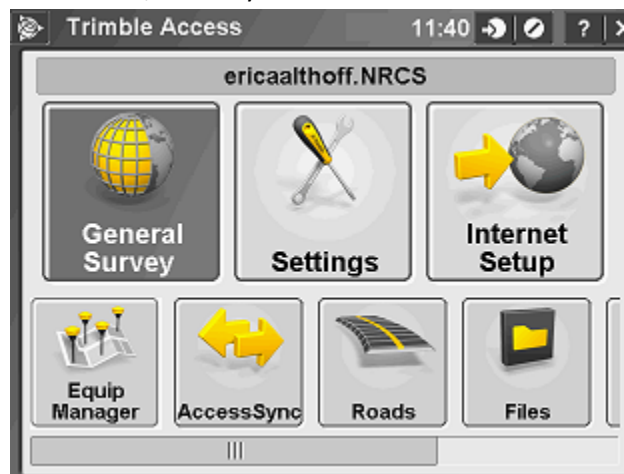 Trimble Access 11:40 ? X
ericaalthoff.NRCS
General Survey
Settings
Internet Setup
Equip Manager
AccessSync
Roads
Files